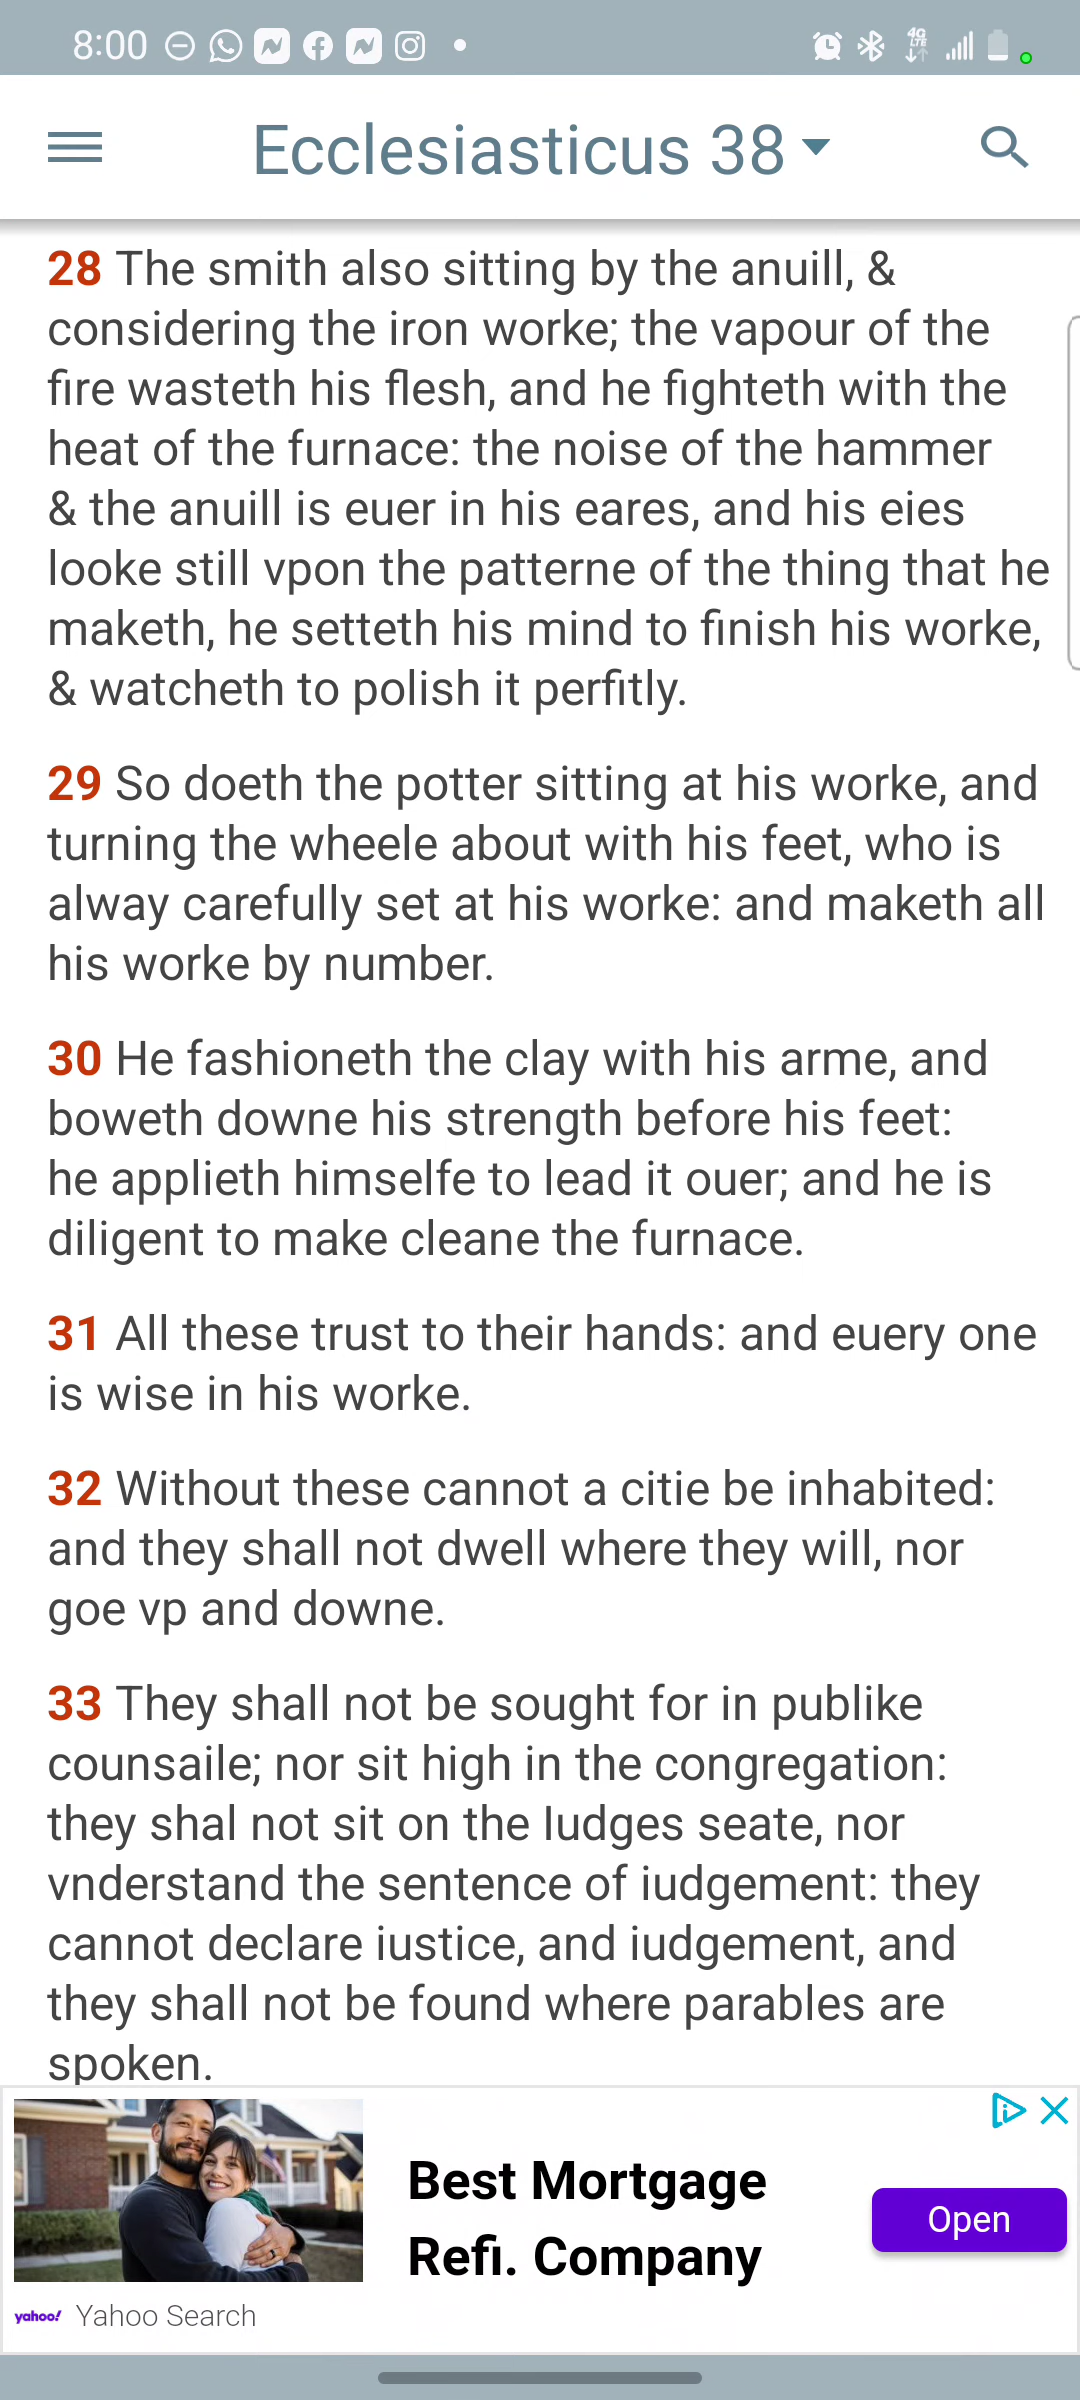 8:00
4G
LTE
Ecclesiasticus 38
28 The smith also sitting by the anuill, &
considering the iron worke; the vapour of the
fire wasteth his flesh, and he fighteth with the
heat of the furnace: the noise of the hammer
& the anuill is euer in his eares, and his eies
looke still vpon the patterne of the thing that he
maketh, he setteth his mind to finish his worke,
& watcheth to polish it perfitly.
29 So doeth the potter sitting at his worke, and
turning the wheele about with his feet, who is
alway carefully set at his worke: and maketh all
his worke by number.
30 He fashioneth the clay with his arme, and
boweth downe his strength before his feet:
he applieth himselfe to lead it ouer; and he is
diligent to make cleane the furnace.
31 All these trust to their hands: and euery one
is wise in his worke.
32 Without these cannot a citie be inhabited:
and they shall not dwell where they will, nor
goe vp and downe.
33 They shall not be sought for in publike
counsaile; nor sit high in the congregation:
they shal not sit on the Iudges seate, nor
vnderstand the sentence of iudgement: they
cannot declare iustice, and iudgement, and
they shall not be found where parables are
spoken.
Best Mortgage
Refi. Company
Open
yahoo! Yahoo Search